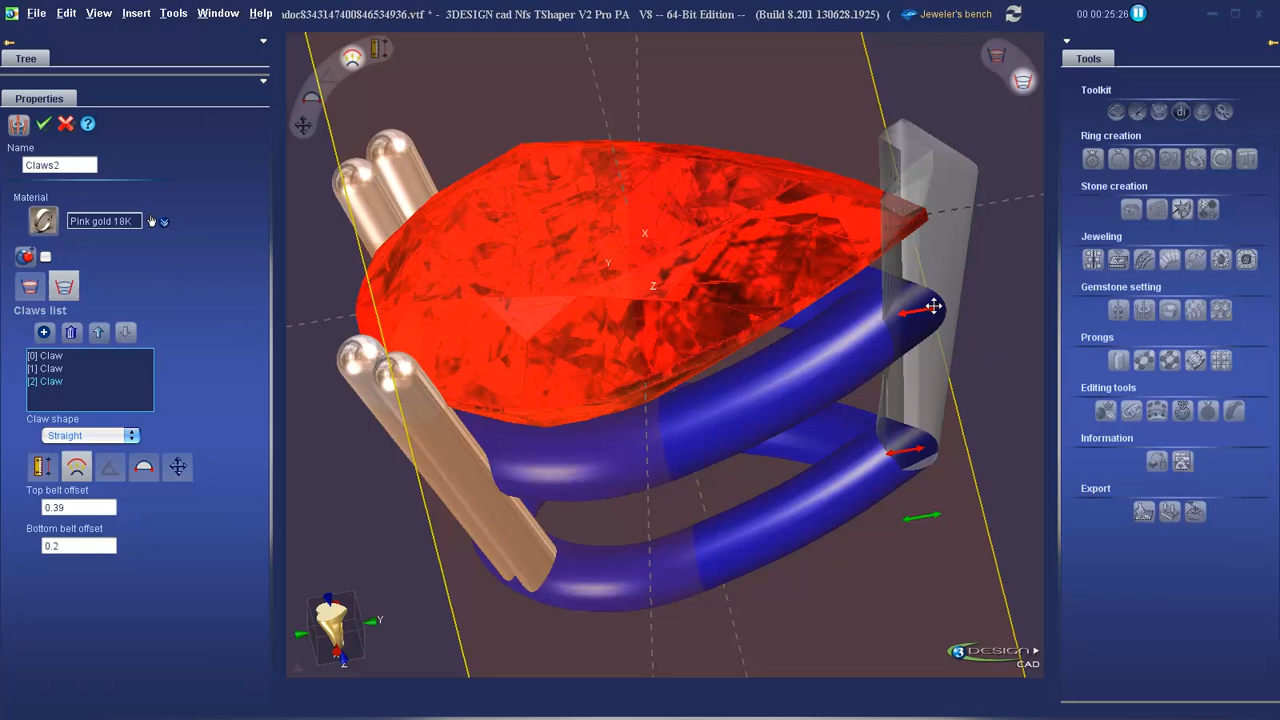 File Edit View Insert Tools Window Help
ndoc8343147400846534936.vtf * - 3DESIGN cad Nfs TShaper V2 Pro PA V8 -- 64-Bit Edition -- (Build 8.201 130628.1925) (
Jeweler's bench
00 00:25:26
Tree
Properties
Name
Claws2
Material
Pink gold 18K
Claws list
[0] Claw
[1] Claw
[2] Claw
Claw shape
Straight
Top belt offset
0.39
Bottom belt offset
0.2
X
Y
Z
Y
Z
3DESIGN
CAD
Tools
Toolkit
Ring creation
Stone creation
Jeweling
Gemstone setting
Prongs
Editing tools
Information
Export